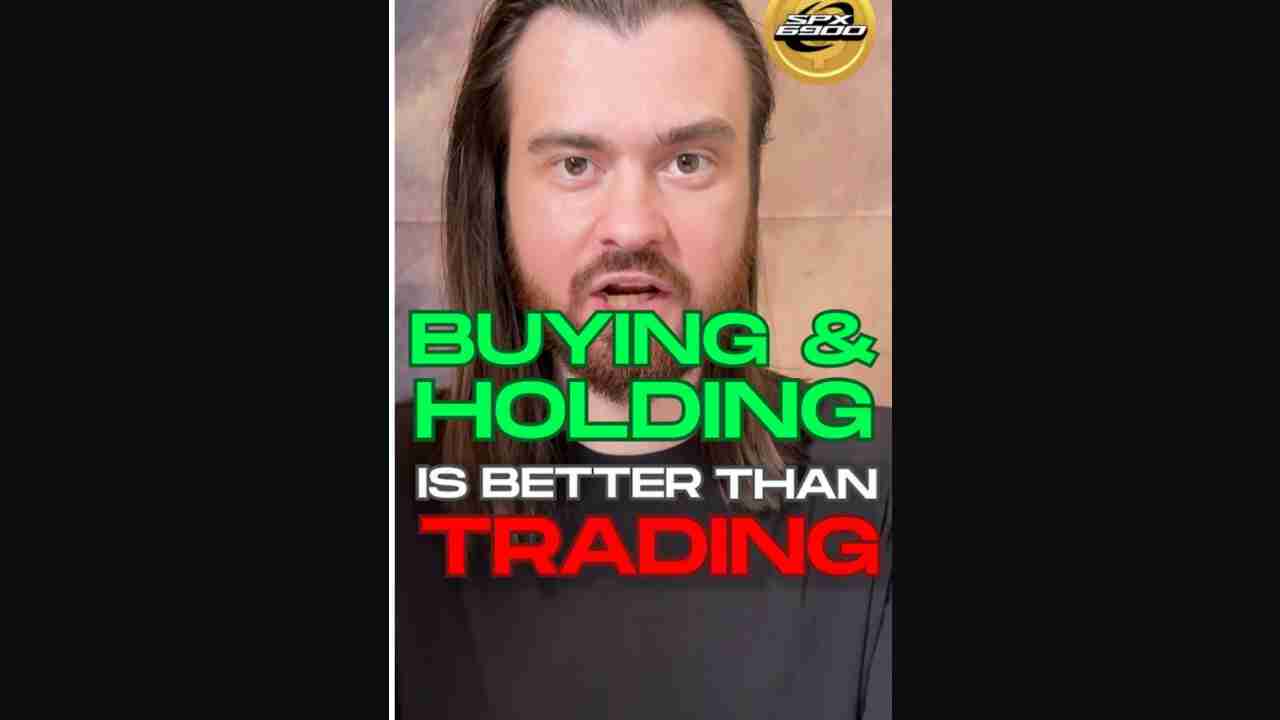 SPX
6900
BUYING &
HOLDING
IS BETTER THAN
TRADING